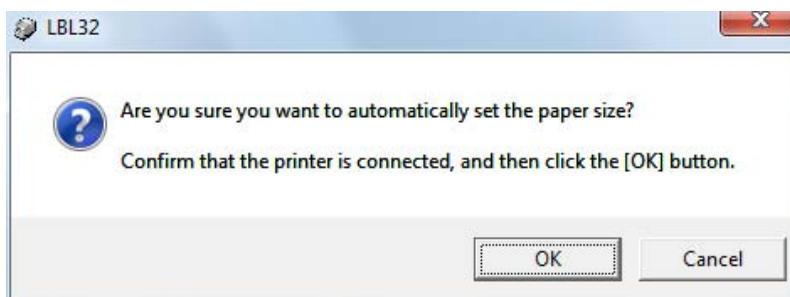 LBL32
Are you sure you want to automatically set the paper size?
Confirm that the printer is connected, and then click the [OK] button.
OK
Cancel